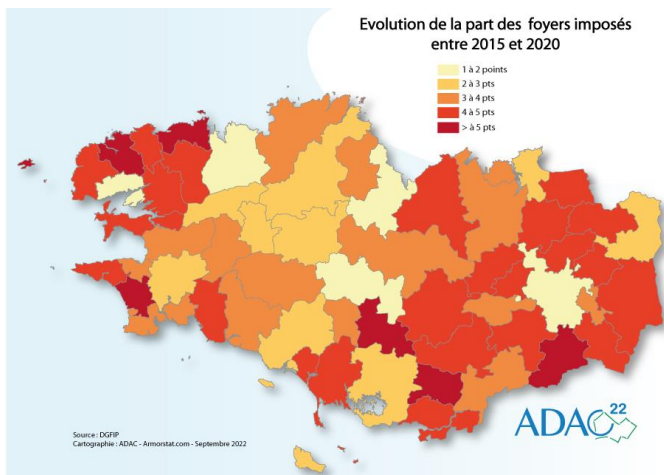 Evolution de la part des foyers imposés
entre 2015 et 2020
1 à 2 points
2 à 3 pts
3 à 4 pts
4 à 5 pts
> à 5 pts
Source : DGFIP
Cartographie : ADAC - Armorstat.com - Septembre 2022
ADAC 22